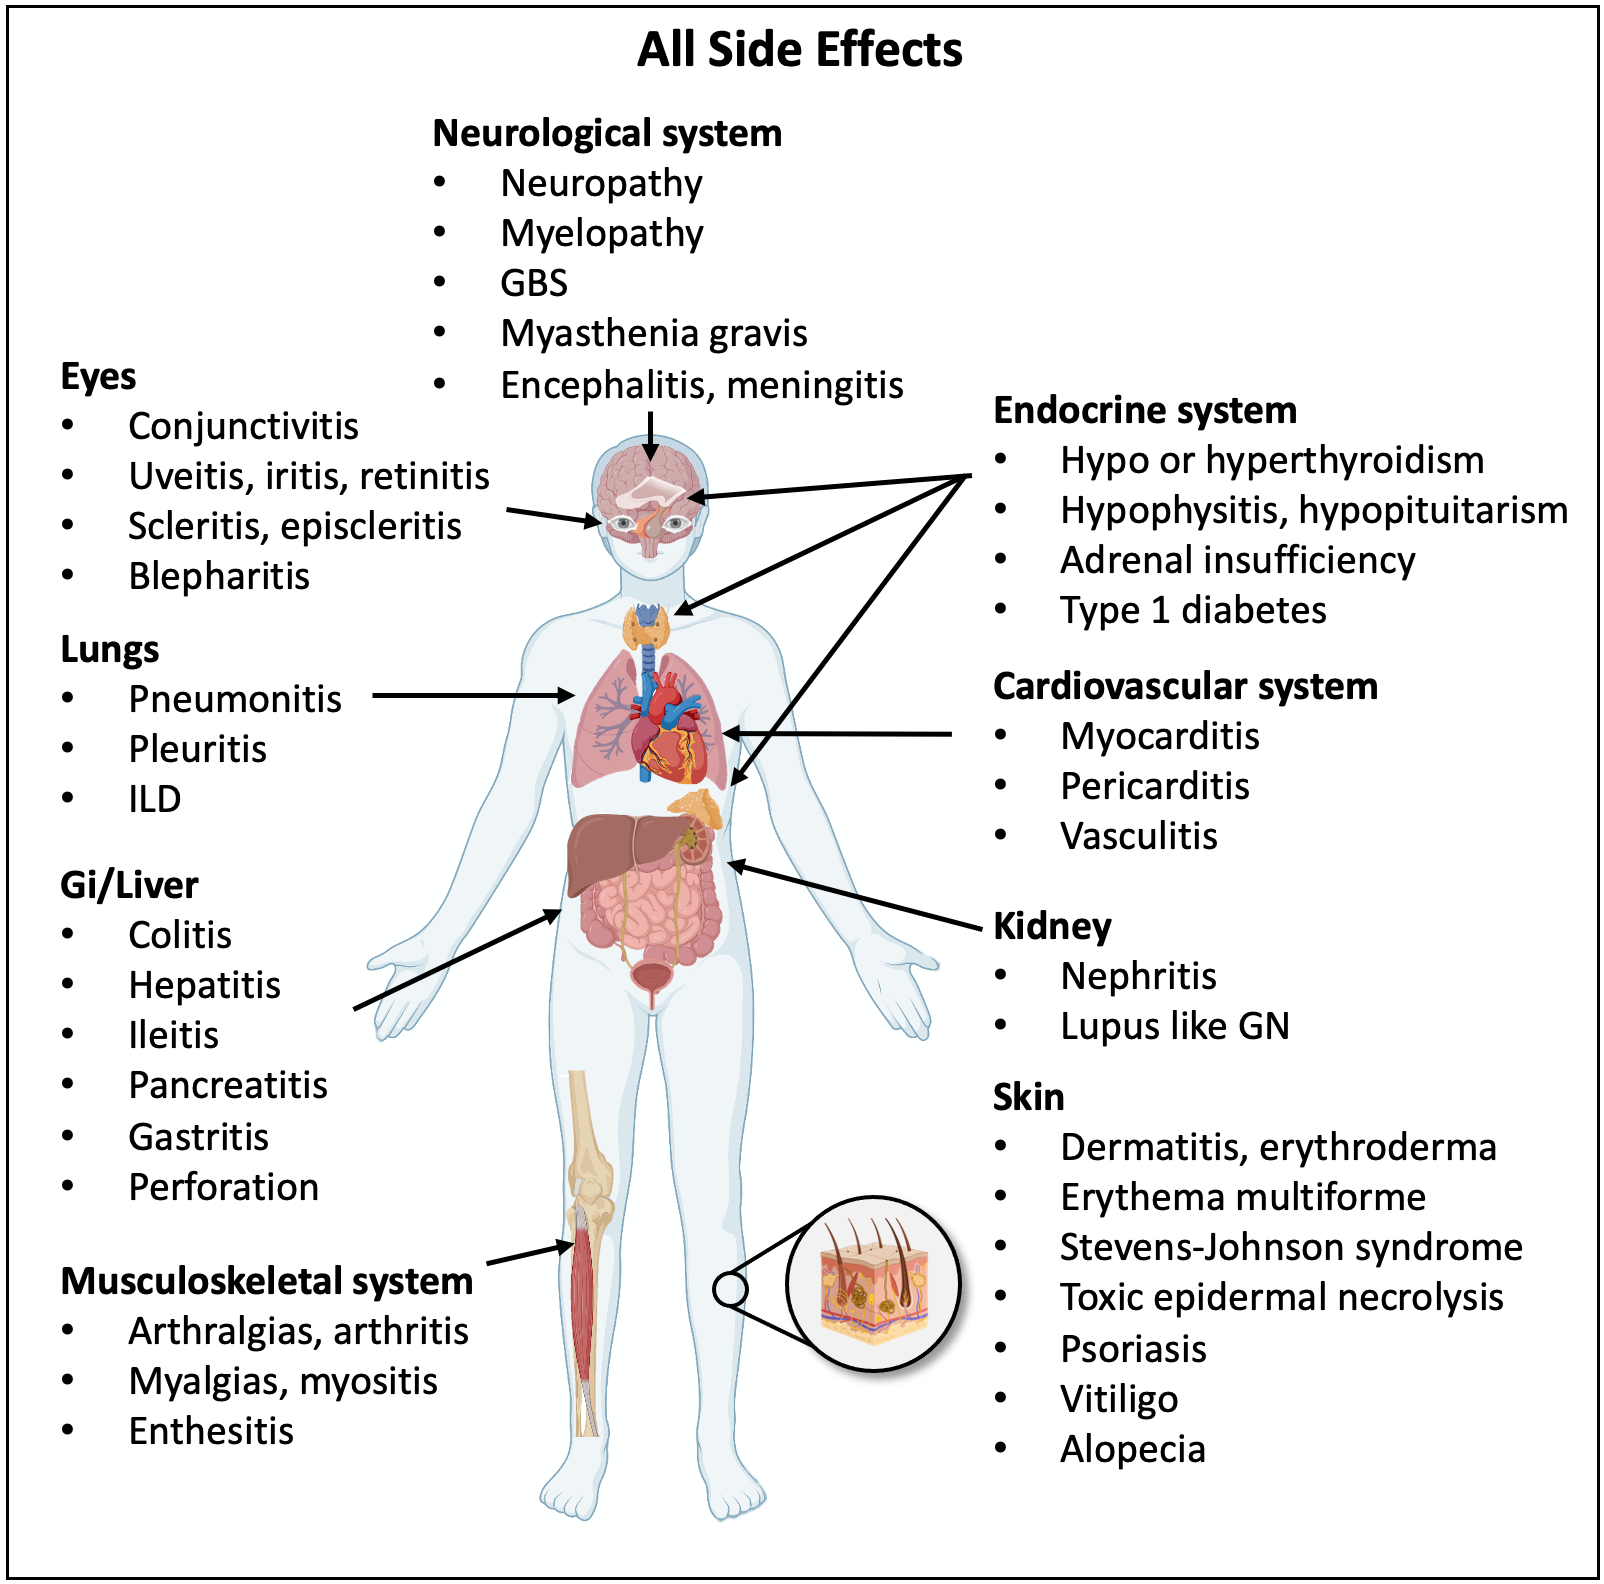 All Side Effects
Neurological system
• Neuropathy
• Myelopathy
• GBS
• Myasthenia gravis
• Encephalitis, meningitis
Eyes
• Conjunctivitis
• Uveitis, iritis, retinitis
• Scleritis, episcleritis
• Blepharitis
Lungs
• Pneumonitis
• Pleuritis
• ILD
Gi/Liver
• Colitis
• Hepatitis
• Ileitis
• Pancreatitis
• Gastritis
• Perforation
Musculoskeletal system
• Arthralgias, arthritis
• Myalgias, myositis
• Enthesitis
Endocrine system
• Hypo or hyperthyroidism
• Hypophysitis, hypopituitarism
• Adrenal insufficiency
• Type 1 diabetes
Cardiovascular system
• Myocarditis
• Pericarditis
• Vasculitis
Kidney
• Nephritis
• Lupus like GN
Skin
• Dermatitis, erythroderma
• Erythema multiforme
• Stevens-Johnson syndrome
• Toxic epidermal necrolysis
• Psoriasis
• Vitiligo
• Alopecia